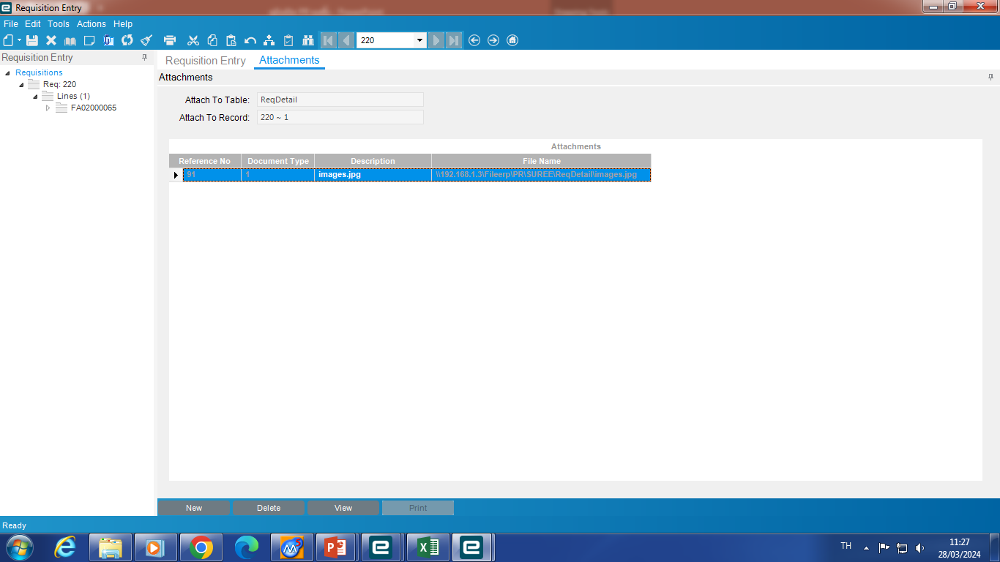 Requisition Entry
File Edit Tools Actions Help
220
Requisition Entry
Requisitions
Req: 220
Lines (1)
FA02000065
Requisition Entry Attachments
Attachments
Attach To Table: ReqDetail
Attach To Record: 220 ~ 1
Attachments
Reference No Document Type Description File Name
91 1 images.jpg \\192.168.1.3\Fileerp\PR\SUREE\ReqDetail\images.jpg
New Delete View Print
Ready
TH
11:27
28/03/2024